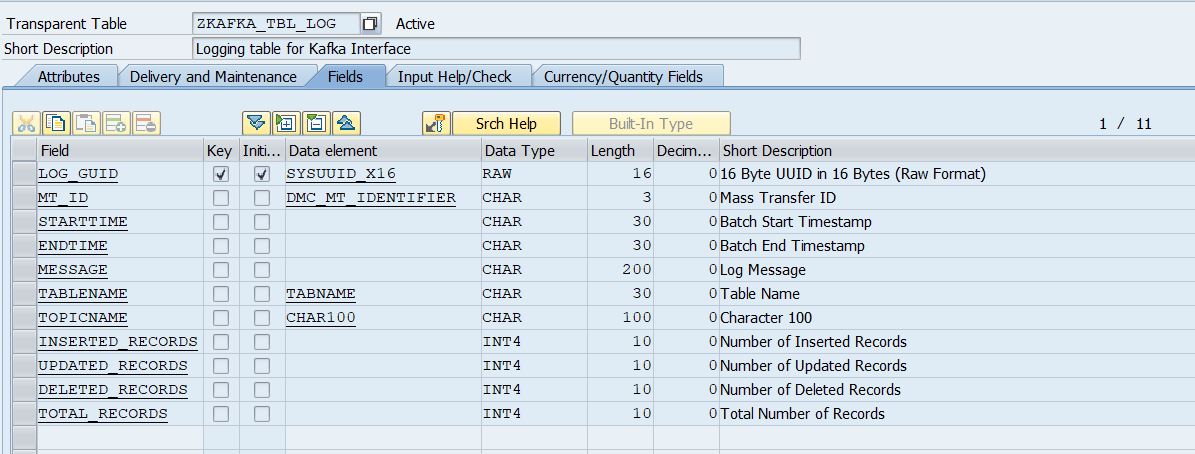 Transparent Table ZKAFKA_TBL_LOG Active
Short Description Logging table for Kafka Interface
Attributes Delivery and Maintenance Fields Input Help/Check Currency/Quantity Fields
Srch Help Built-In Type 1 / 11
Field Key Initi... Data element Data Type Length Decim... Short Description
LOG_GUID SYSUUID_X16 RAW 16 0 16 Byte UUID in 16 Bytes (Raw Format)
MT_ID DMC_MT_IDENTIFIER CHAR 3 0 Mass Transfer ID
STARTTIME CHAR 30 0 Batch Start Timestamp
ENDTIME CHAR 30 0 Batch End Timestamp
MESSAGE CHAR 200 0 Log Message
TABLENAME TABNAME CHAR 30 0 Table Name
TOPICNAME CHAR100 CHAR 100 0 Character 100
INSERTED_RECORDS INT4 10 0 Number of Inserted Records
UPDATED_RECORDS INT4 10 0 Number of Updated Records
DELETED_RECORDS INT4 10 0 Number of Deleted Records
TOTAL_RECORDS INT4 10 0 Total Number of Records